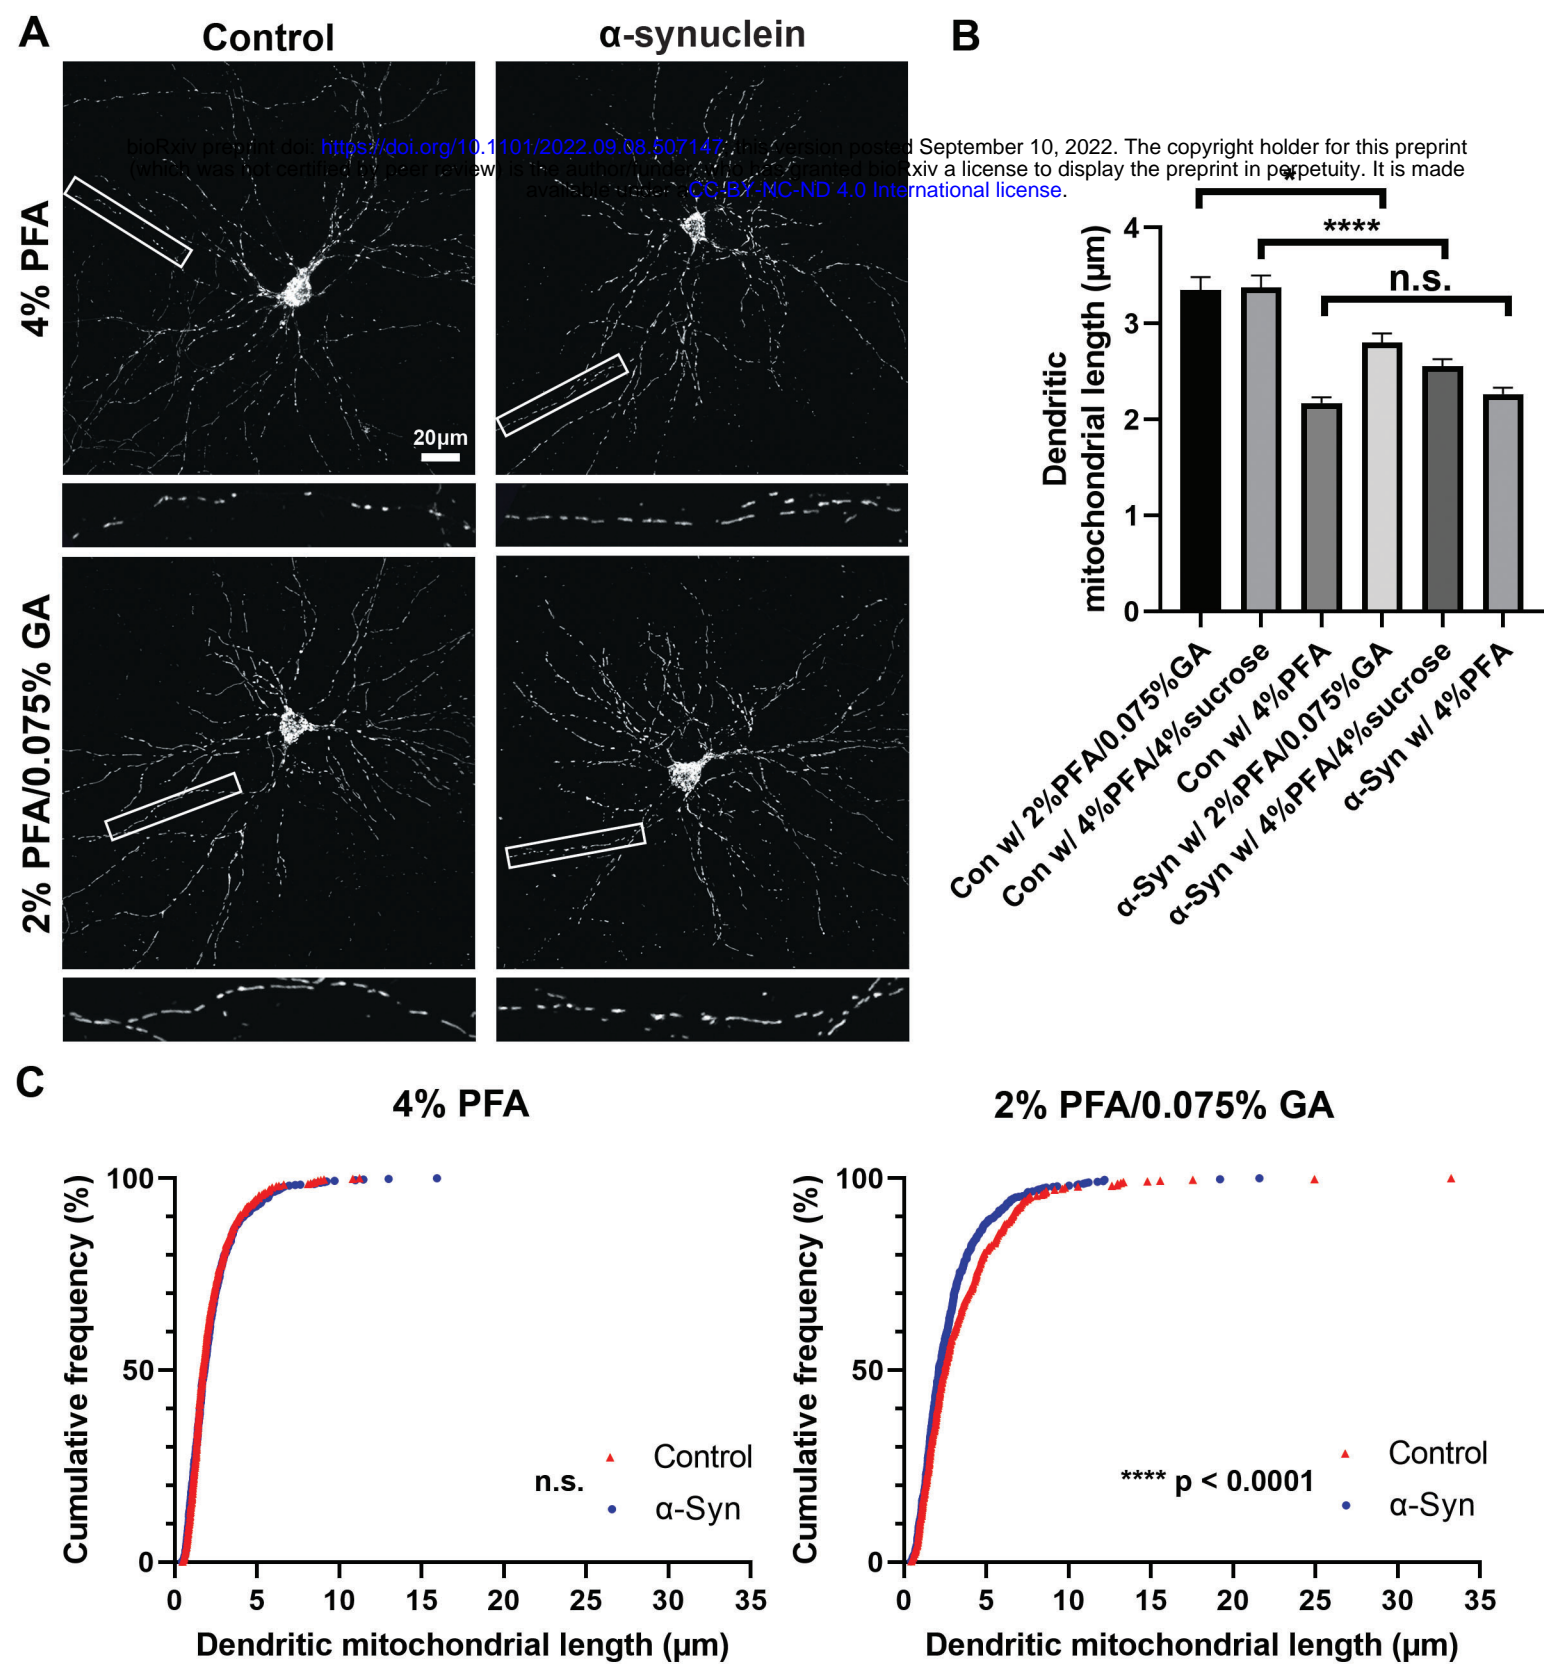 A
Control
α-synuclein
B
bioRxiv preprint doi: https://doi.org/10.1101/2022.09.08.507147; this version posted September 10, 2022. The copyright holder for this preprint
(which was not certified by peer review) is the author/funder, who has granted bioRxiv a license to display the preprint in perpetuity. It is made
available under aCC-BY-NC-ND 4.0 International license.
4% PFA
20µm
2% PFA/0.075% GA
*
****
n.s.
Dendritic
mitochondrial length (µm)
4
3
2
1
0
Con w/ 2%PFA/0.075%GA
Con w/ 4%PFA/4%sucrose
Con w/ 4%PFA
α-Syn w/ 2%PFA/0.075%GA
α-Syn w/ 4%PFA/4%sucrose
α-Syn w/ 4%PFA
C
4% PFA
Cumulative frequency (%)
100
50
0
n.s.
Control
α-Syn
0 5 10 15 20 25 30 35
Dendritic mitochondrial length (µm)
2% PFA/0.075% GA
Cumulative frequency (%)
100
50
0
**** p < 0.0001
Control
α-Syn
0 5 10 15 20 25 30 35
Dendritic mitochondrial length (µm)